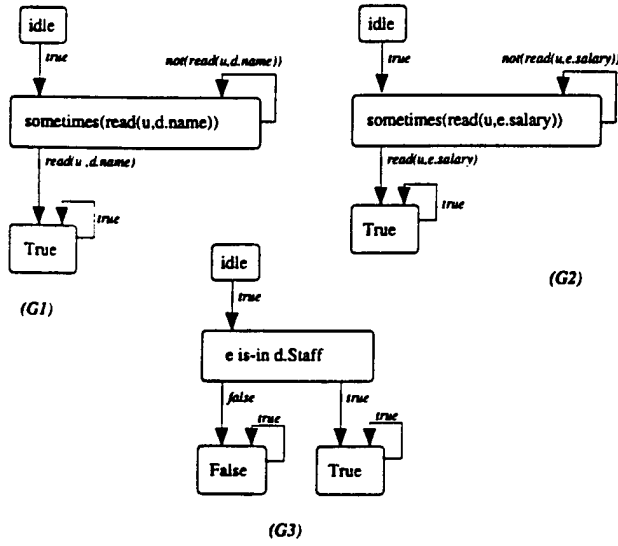 idle
true
not(read(u,d.name))
sometimes(read(u,d.name))
read(u ,d.name)
true
True
(G1)
idle
true
not(read(u,e.salary))
sometimes(read(u,e.salary))
read(u,e.salary)
true
True
(G2)
idle
true
e is-in d.Staff
false
true
true
true
False
True
(G3)